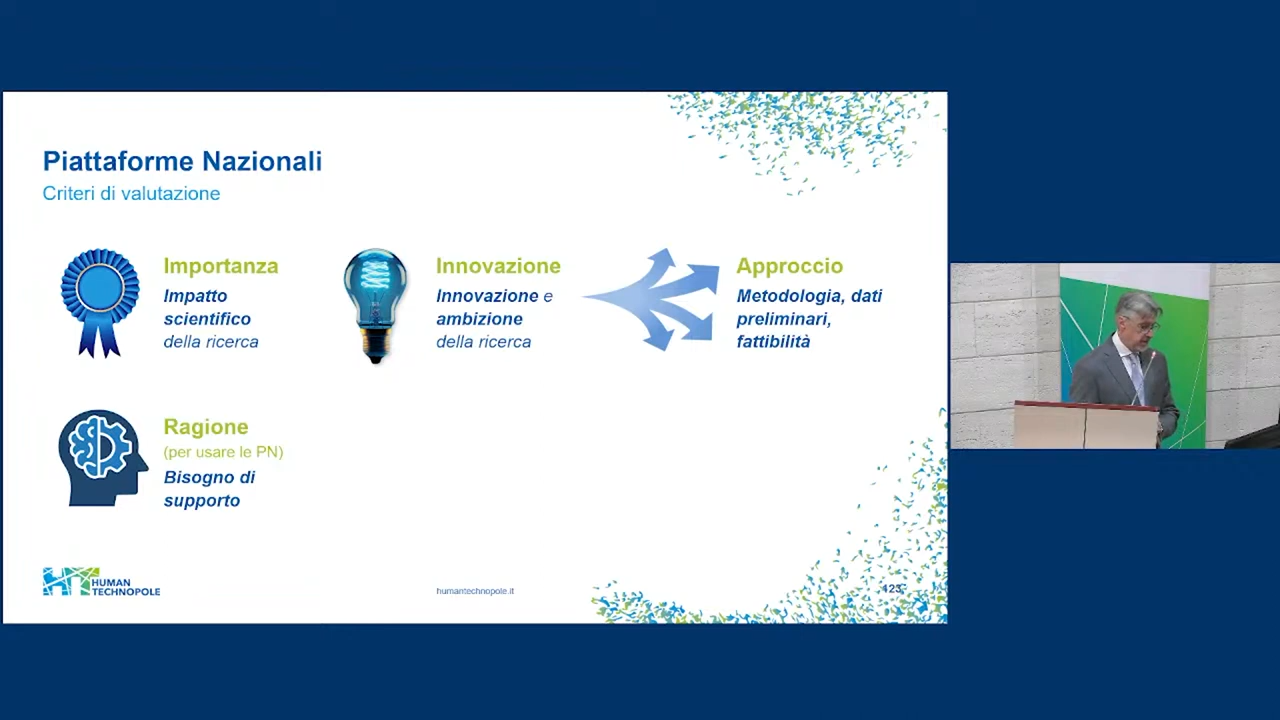 Piattaforme Nazionali
Criteri di valutazione
Importanza
Impatto
scientifico
della ricerca
Innovazione
Innovazione e
ambizione
della ricerca
Approccio
Metodologia, dati
preliminari,
fattibilità
Ragione
(per usare le PN)
Bisogno di
supporto
HUMAN
TECHNOPOLE
humantechnopole.it
123